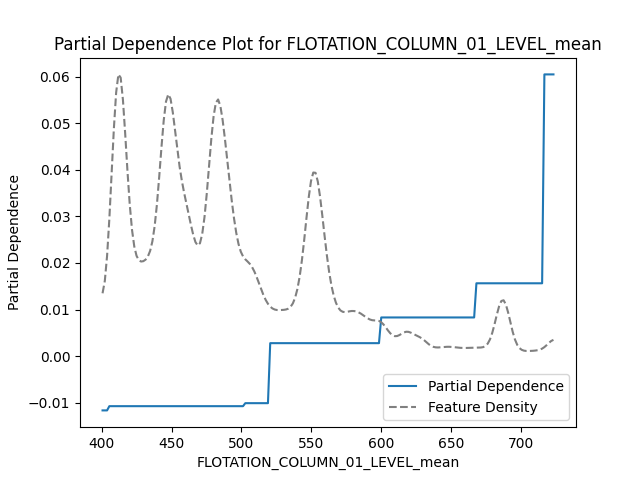 Partial Dependence Plot for FLOTATION_COLUMN_01_LEVEL_mean
Partial Dependence
0.06
0.05
0.04
0.03
0.02
0.01
0.00
−0.01
400 450 500 550 600 650 700
FLOTATION_COLUMN_01_LEVEL_mean
Partial Dependence
Feature Density